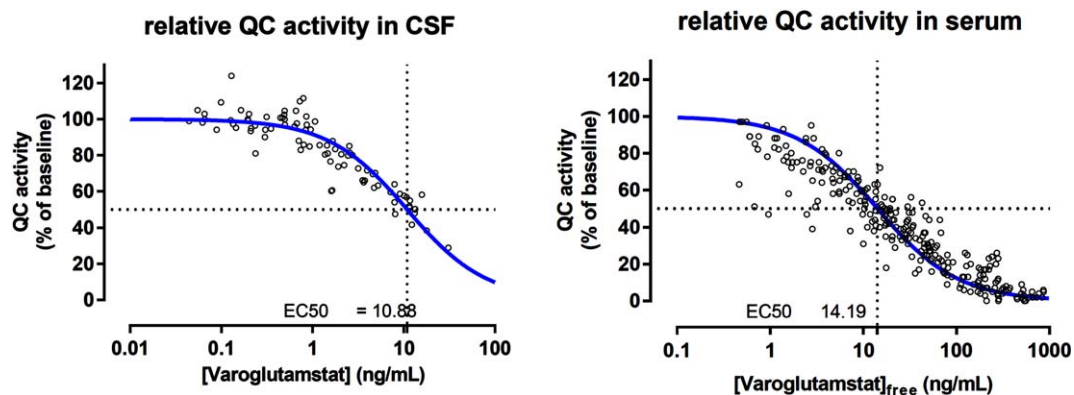 relative QC activity in CSF
QC activity
(% of baseline)
120
100
80
60
40
20
0
EC50 = 10.88
0.01 0.1 1 10 100
[Varoglutamstat] (ng/mL)
relative QC activity in serum
QC activity
(% of baseline)
120
100
80
60
40
20
0
EC50 14.19
0.1 1 10 100 1000
[Varoglutamstat]free (ng/mL)